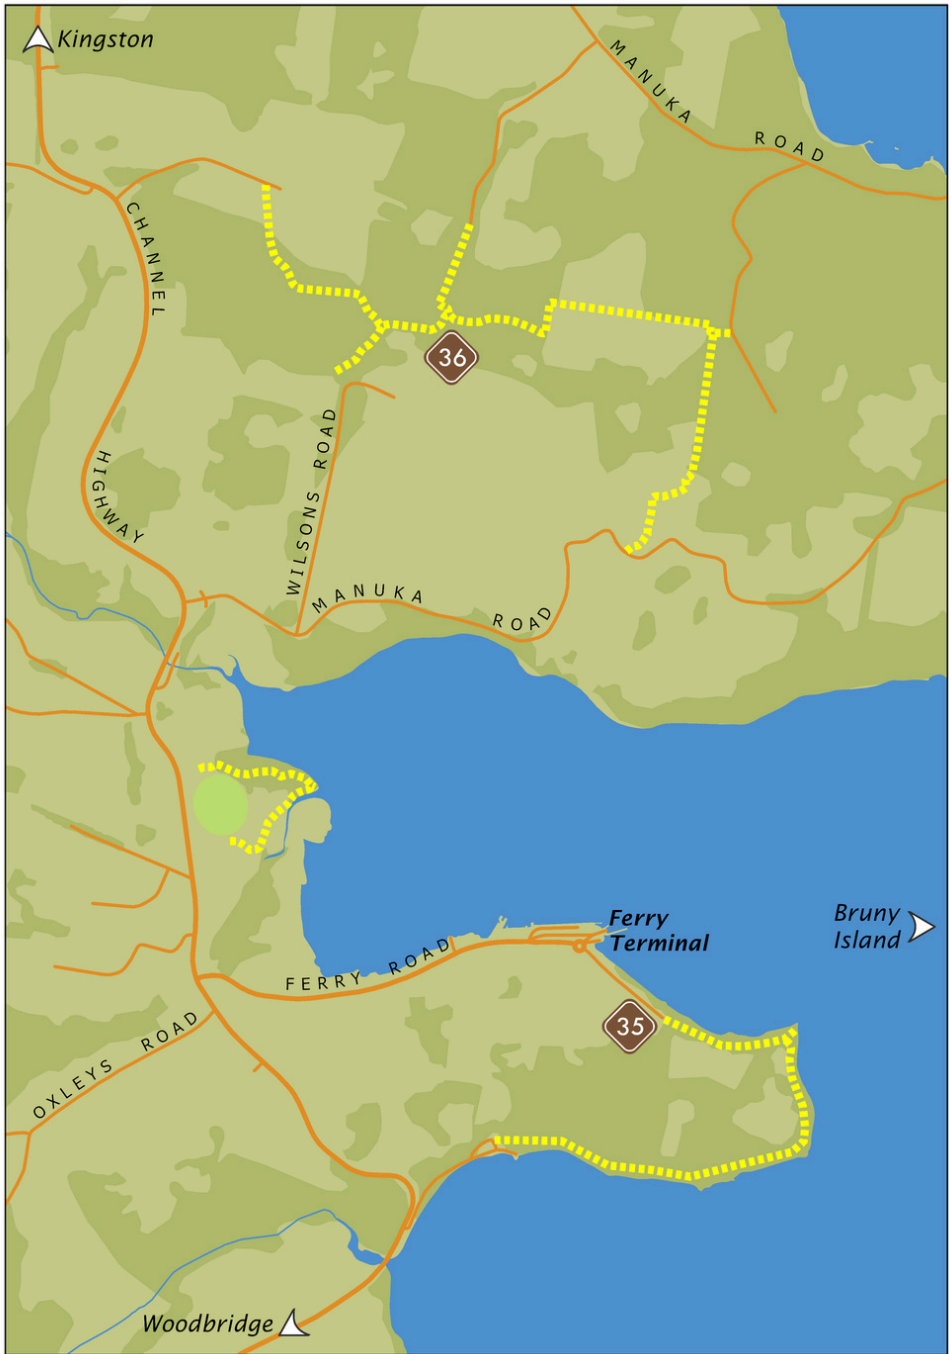 Kingston
MANUKA
ROAD
CHANNEL
36
HIGHWAY
WILSONS ROAD
MANUKA
ROAD
Ferry
Terminal
Bruny
Island
FERRY ROAD
35
OXLEYS ROAD
Woodbridge